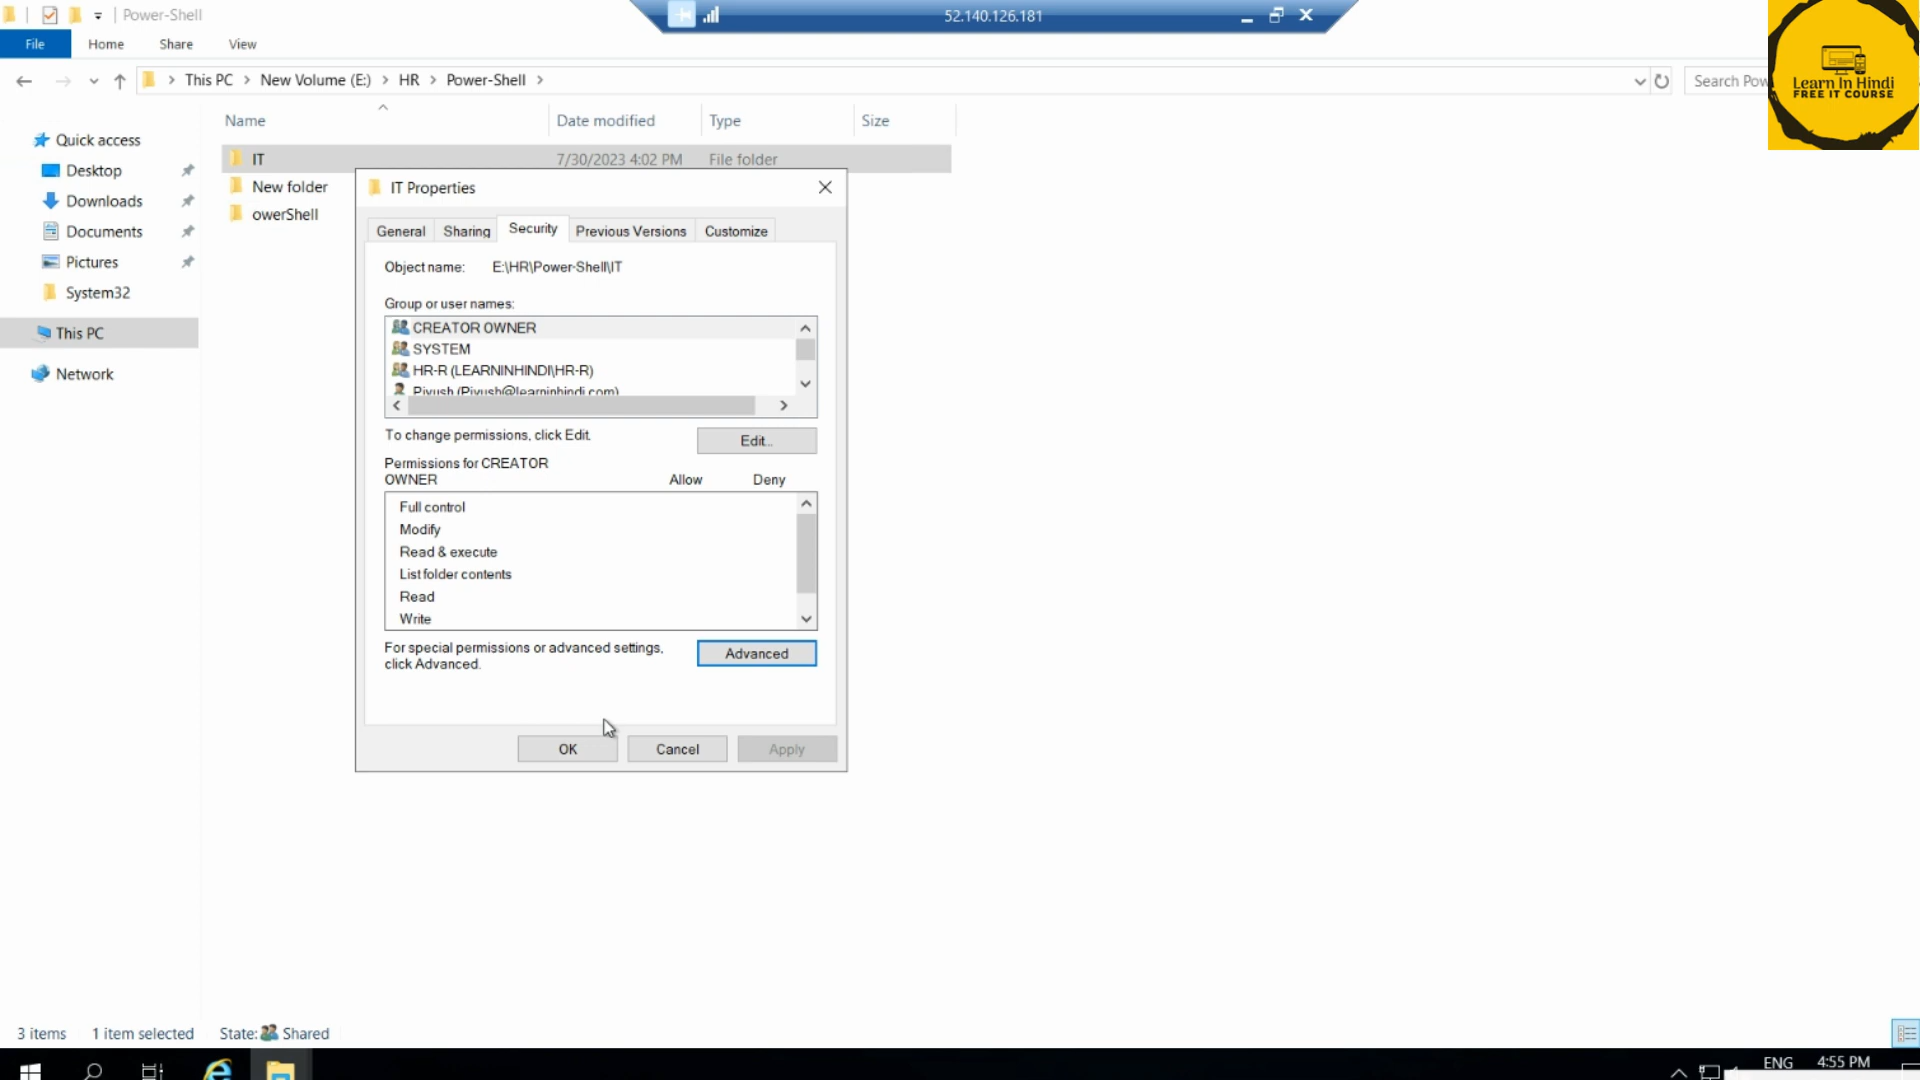 Power-Shell
52.140.126.181
File Home Share View
This PC New Volume (E:) HR Power-Shell
Search Pow
Learn In Hindi
FREE IT COURSE
Name Date modified Type Size
Quick access
Desktop
Downloads
Documents
Pictures
System32
This PC
Network
IT 7/30/2023 4:02 PM File folder
New folder
owerShell
IT Properties
General Sharing Security Previous Versions Customize
Object name: E:\HR\Power-Shell\IT
Group or user names:
CREATOR OWNER
SYSTEM
HR-R (LEARNINHINDI\HR-R)
Piyush (Piyush@learninhindi.com)
To change permissions, click Edit.
Edit...
Permissions for CREATOR
OWNER
Allow Deny
Full control
Modify
Read & execute
List folder contents
Read
Write
For special permissions or advanced settings,
click Advanced.
Advanced
OK Cancel Apply
3 items 1 item selected State: Shared
ENG 4:55 PM